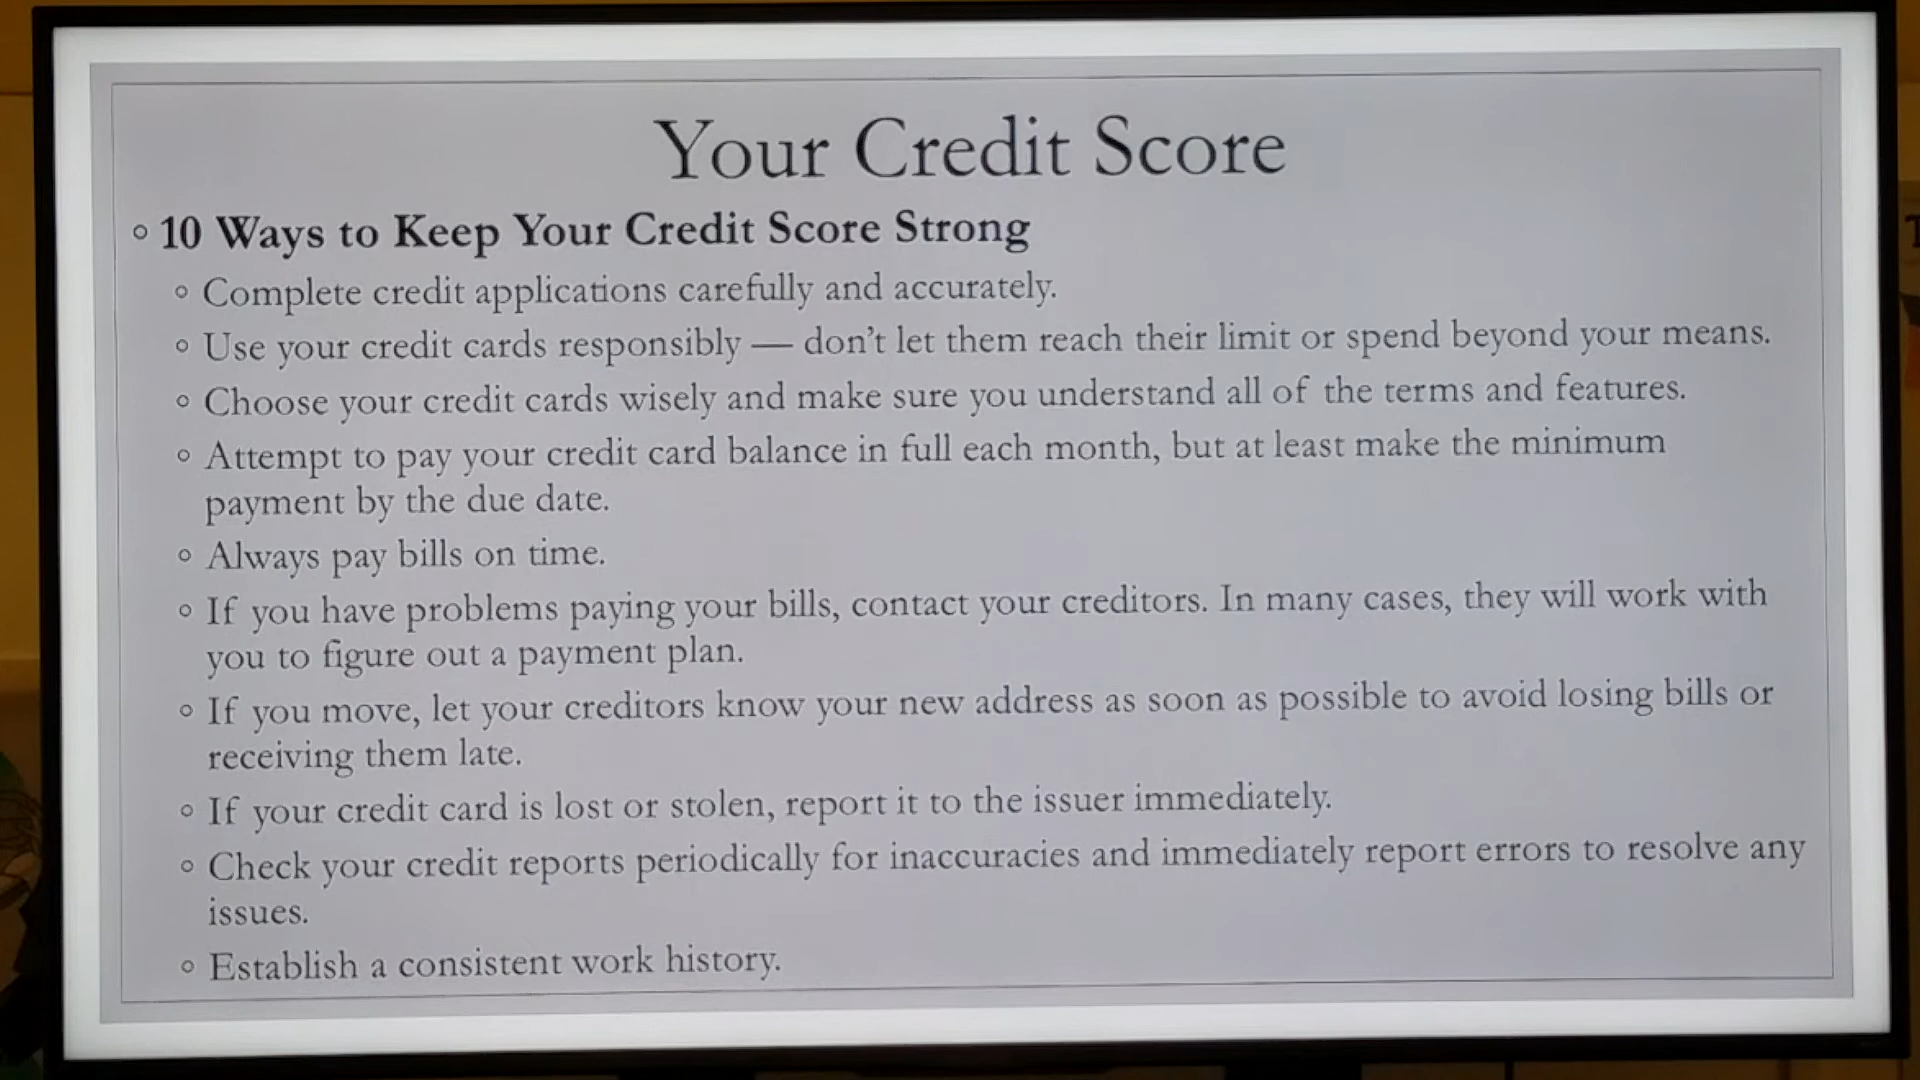 Your Credit Score
◦ 10 Ways to Keep Your Credit Score Strong
◦ Complete credit applications carefully and accurately.
◦ Use your credit cards responsibly — don't let them reach their limit or spend beyond your means.
◦ Choose your credit cards wisely and make sure you understand all of the terms and features.
◦ Attempt to pay your credit card balance in full each month, but at least make the minimum
payment by the due date.
◦ Always pay bills on time.
◦ If you have problems paying your bills, contact your creditors. In many cases, they will work with
you to figure out a payment plan.
◦ If you move, let your creditors know your new address as soon as possible to avoid losing bills or
receiving them late.
◦ If your credit card is lost or stolen, report it to the issuer immediately.
◦ Check your credit reports periodically for inaccuracies and immediately report errors to resolve any
issues.
◦ Establish a consistent work history.